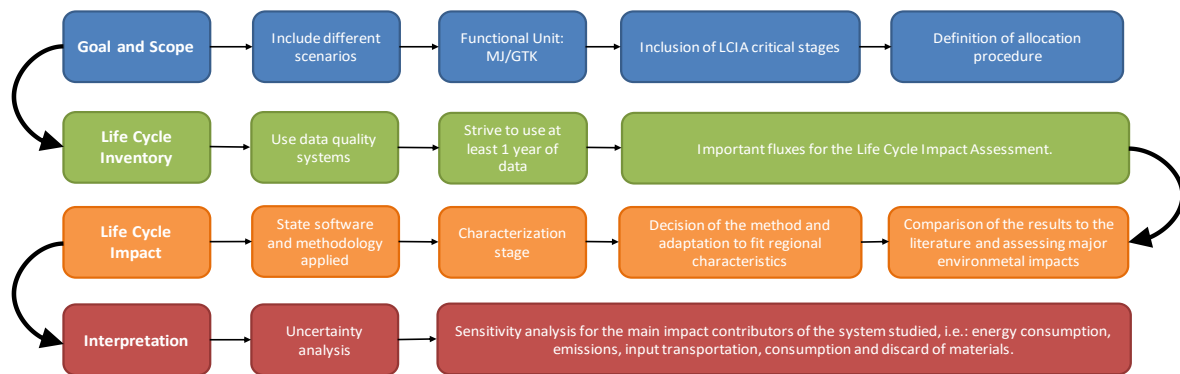 Goal and Scope
Include different
scenarios
Functional Unit:
MJ/GTK
Inclusion of LCIA critical stages
Definition of allocation
procedure
Life Cycle
Inventory
Use data quality
systems
Strive to use at
least 1 year of
data
Important fluxes for the Life Cycle Impact Assessment.
Life Cycle
Impact
State software
and methodology
applied
Characterization
stage
Decision of the method and
adaptation to fit regional
characteristics
Comparison of the results to the
literature and assessing major
environmetal impacts
Interpretation
Uncertainty
analysis
Sensitivity analysis for the main impact contributors of the system studied, i.e.: energy consumption,
emissions, input transportation, consumption and discard of materials.